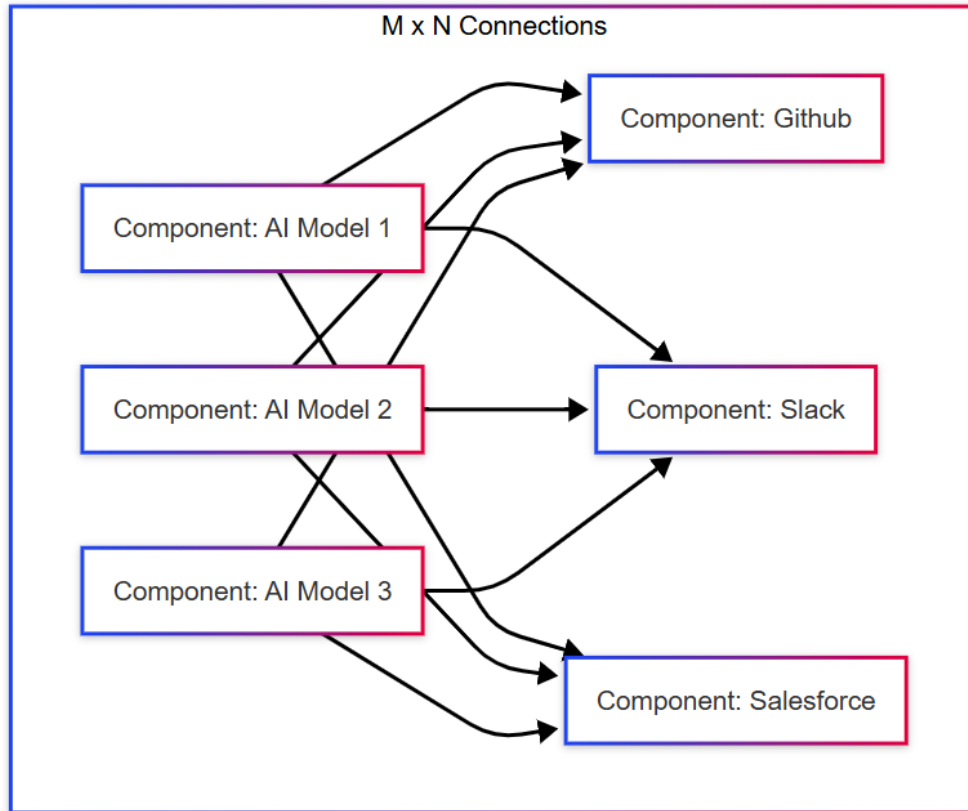 M x N Connections
Component: Github
Component: AI Model 1
Component: AI Model 2
Component: Slack
Component: AI Model 3
Component: Salesforce